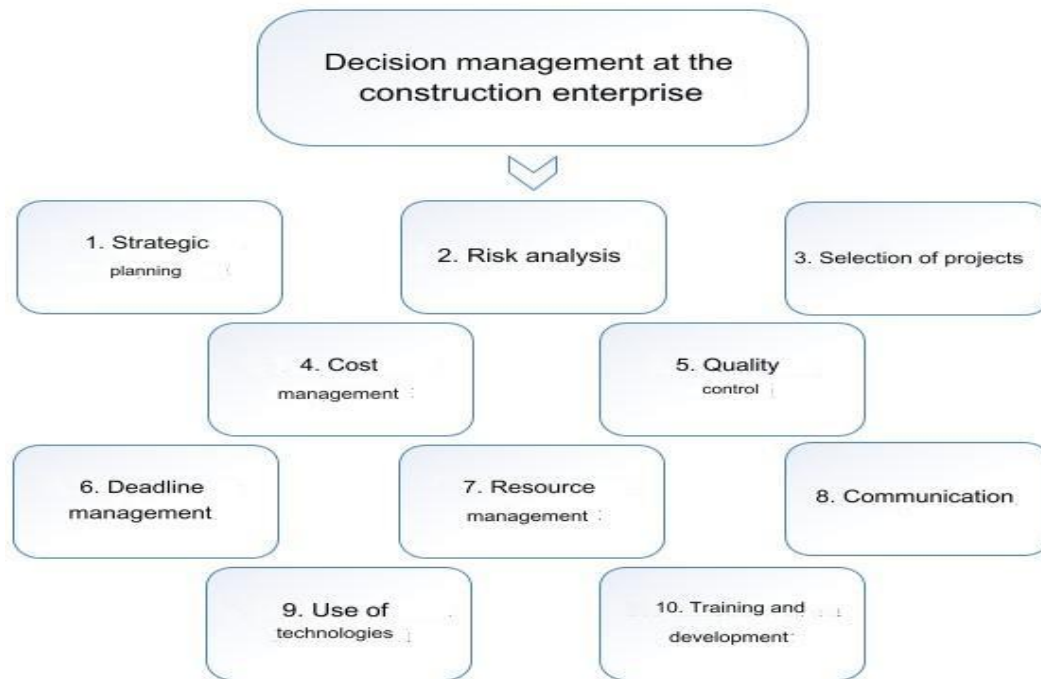 Decision management at the
construction enterprise
1. Strategic
planning
2. Risk analysis
3. Selection of projects
4. Cost
management
5. Quality
control
6. Deadline
management
7. Resource
management
8. Communication
9. Use of
technologies
10. Training and
development